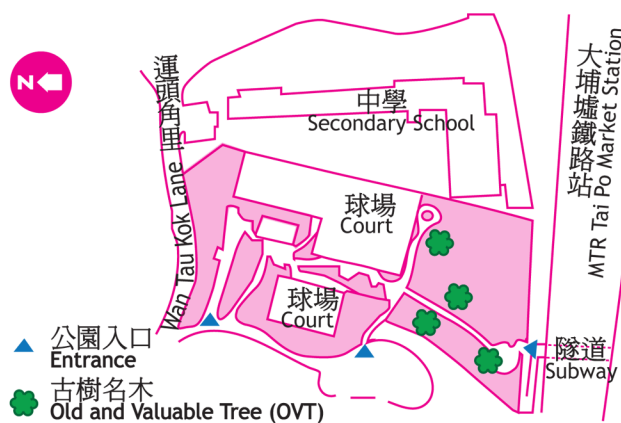 N
運頭角里
Wan Tau Kok Lane
中學
Secondary School
大埔墟鐵路站
MTR Tai Po Market Station
球場
Court
球場
Court
公園入口
Entrance
隧道
Subway
古樹名木
Old and Valuable Tree (OVT)